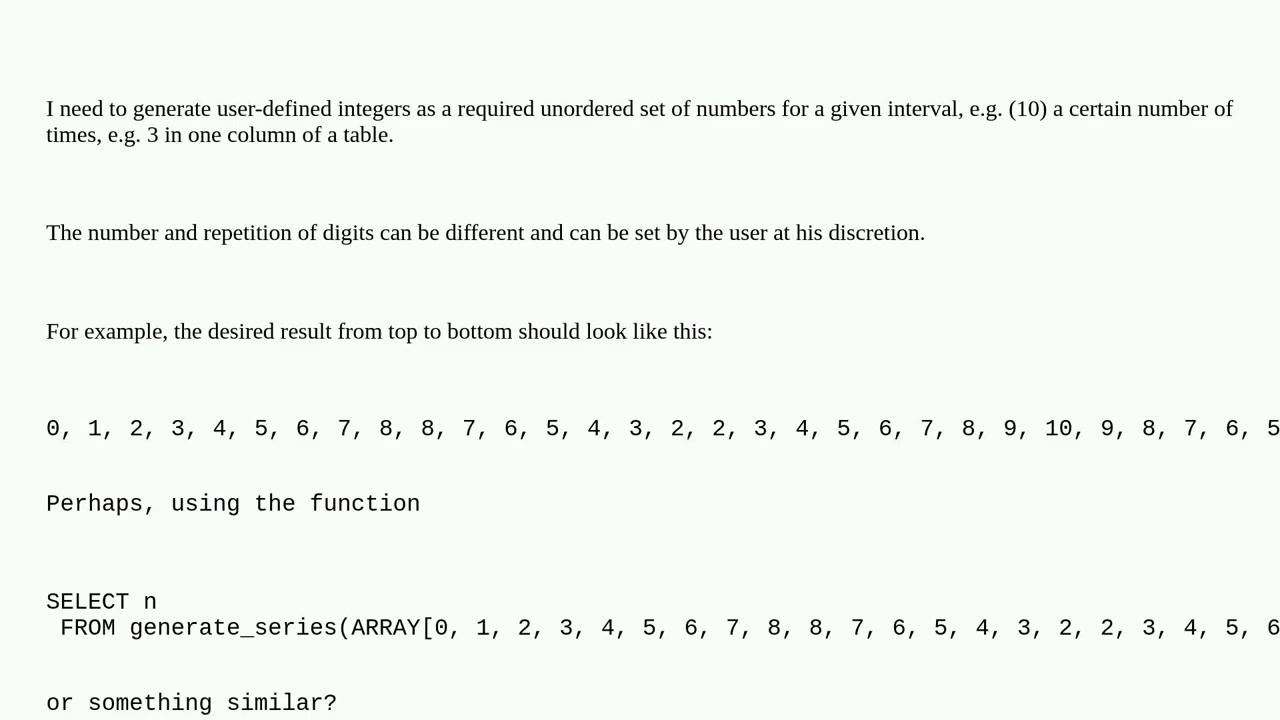 I need to generate user-defined integers as a required unordered set of numbers for a given interval, e.g. (10) a certain number of
times, e.g. 3 in one column of a table.
The number and repetition of digits can be different and can be set by the user at his discretion.
For example, the desired result from top to bottom should look like this:
0, 1, 2, 3, 4, 5, 6, 7, 8, 8, 7, 6, 5, 4, 3, 2, 2, 3, 4, 5, 6, 7, 8, 9, 10, 9, 8, 7, 6, 5
Perhaps, using the function
SELECT n
FROM generate_series(ARRAY[0, 1, 2, 3, 4, 5, 6, 7, 8, 8, 7, 6, 5, 4, 3, 2, 2, 3, 4, 5, 6
or something similar?